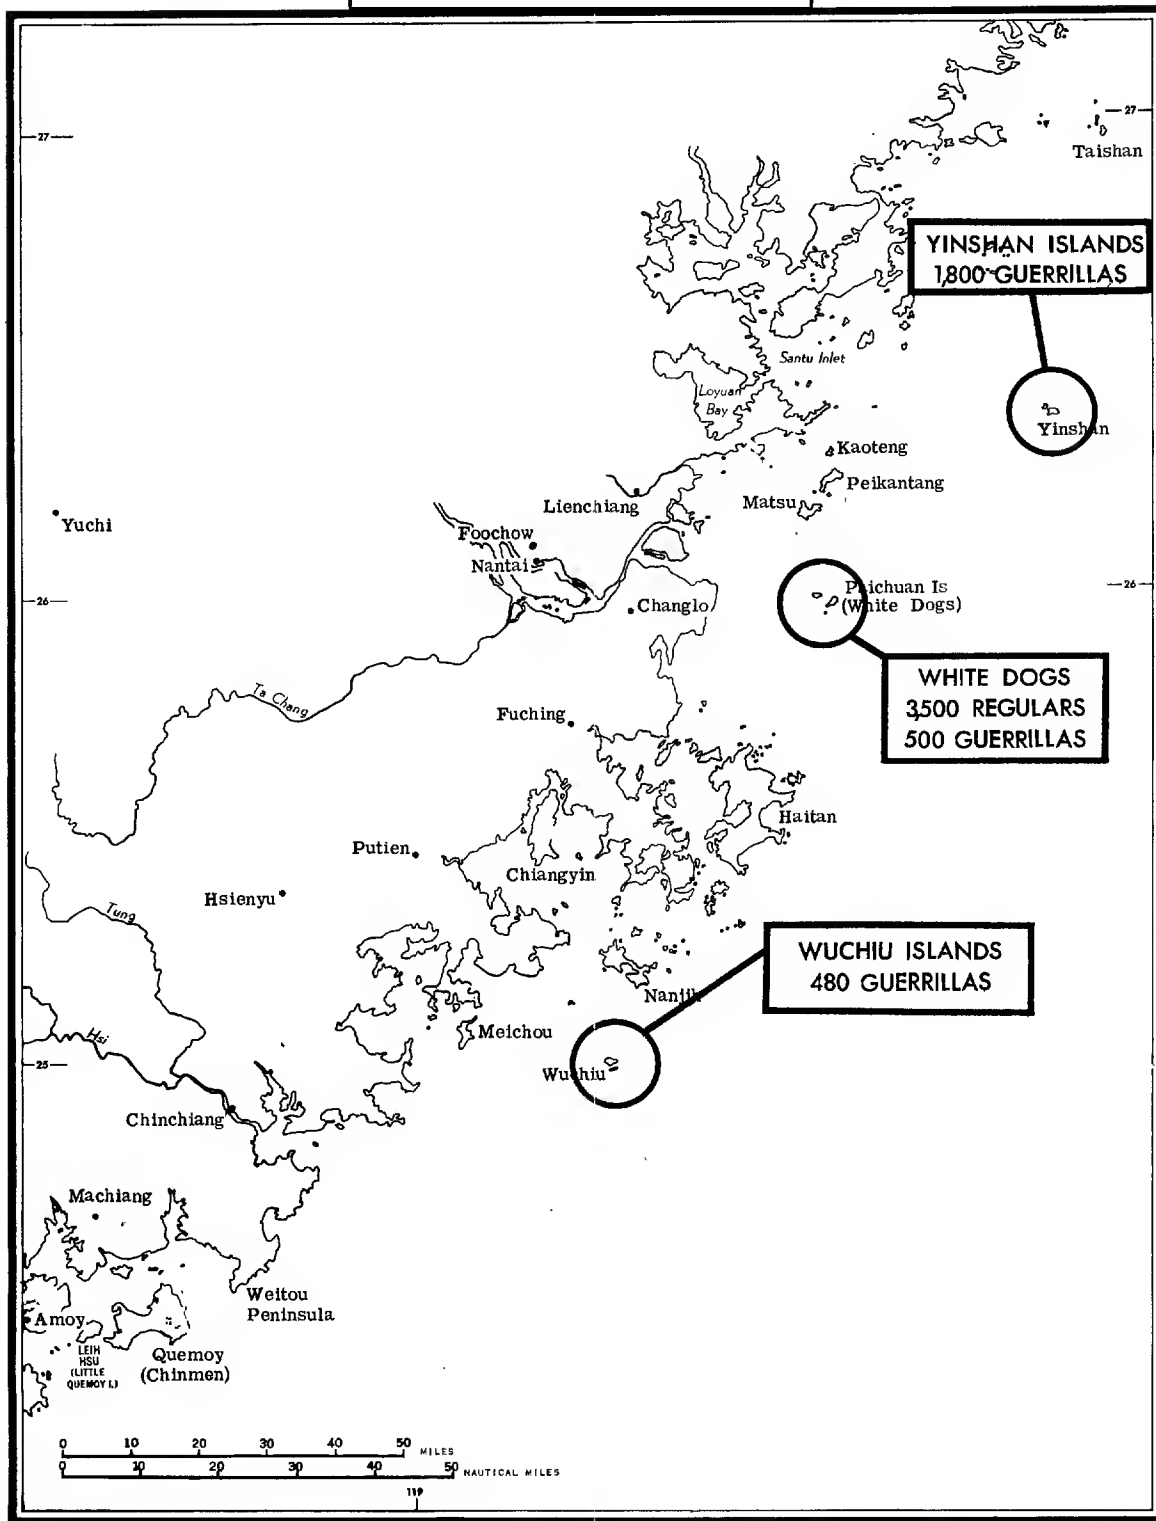 27
27
Taishan
YINSHAN ISLANDS
1,800 GUERRILLAS
Santu Inlet
Loyuan
Bay
Yinshan
Kaoteng
Peikantang
Matsu
Lienchiang
Yuchi
Foochow
Nantai
26
26
Changlo
Paichuan Is
(White Dogs)
WHITE DOGS
3,500 REGULARS
500 GUERRILLAS
Ta Chang
Fuching
Haitan
Putien
Chiangyin
Hsienyu
Tung
WUCHIU ISLANDS
480 GUERRILLAS
Nanjih
Meichou
Hsi
25
Wuchiu
Chinchiang
Machiang
Weitou
Peninsula
Amoy
LEIH
HSU
(LITTLE
QUEMOY I.)
Quemoy
(Chinmen)
0 10 20 30 40 50 MILES
0 10 20 30 40 50 NAUTICAL MILES
119